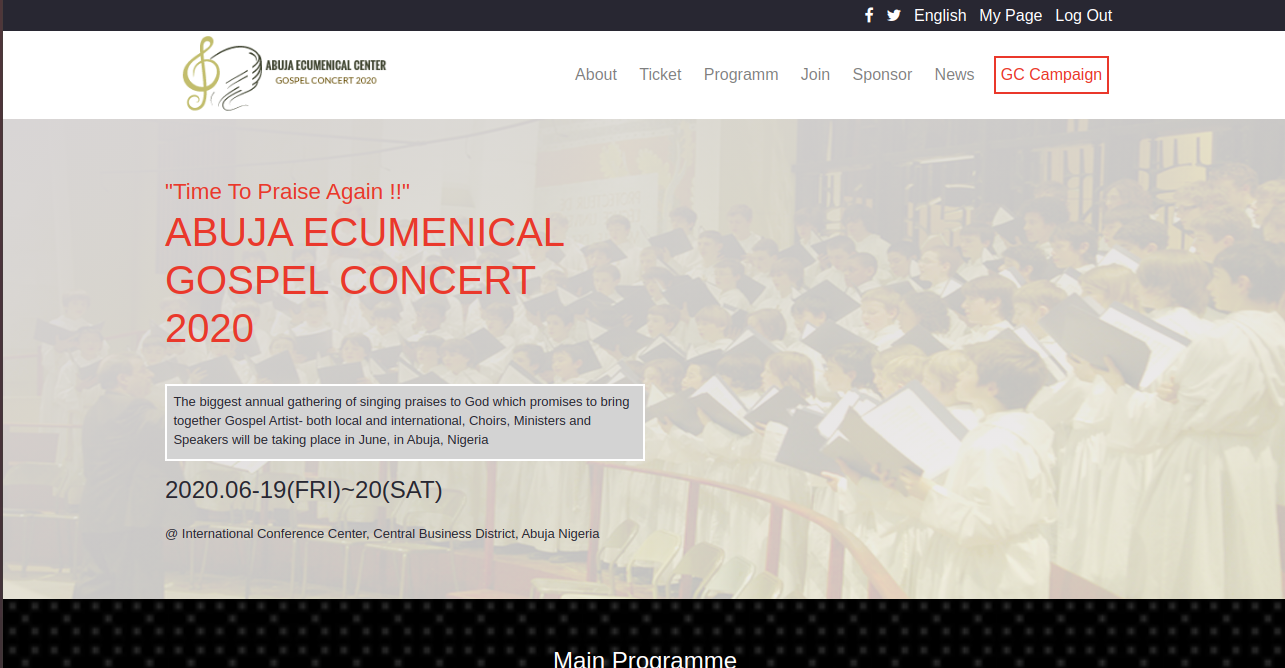 English My Page Log Out
ABUJA ECUMENICAL CENTER
GOSPEL CONCERT 2020
About Ticket Programm Join Sponsor News GC Campaign
"Time To Praise Again !!"
ABUJA ECUMENICAL
GOSPEL CONCERT
2020
The biggest annual gathering of singing praises to God which promises to bring
together Gospel Artist- both local and international, Choirs, Ministers and
Speakers will be taking place in June, in Abuja, Nigeria
2020.06-19(FRI)~20(SAT)
@ International Conference Center, Central Business District, Abuja Nigeria
Main Programme